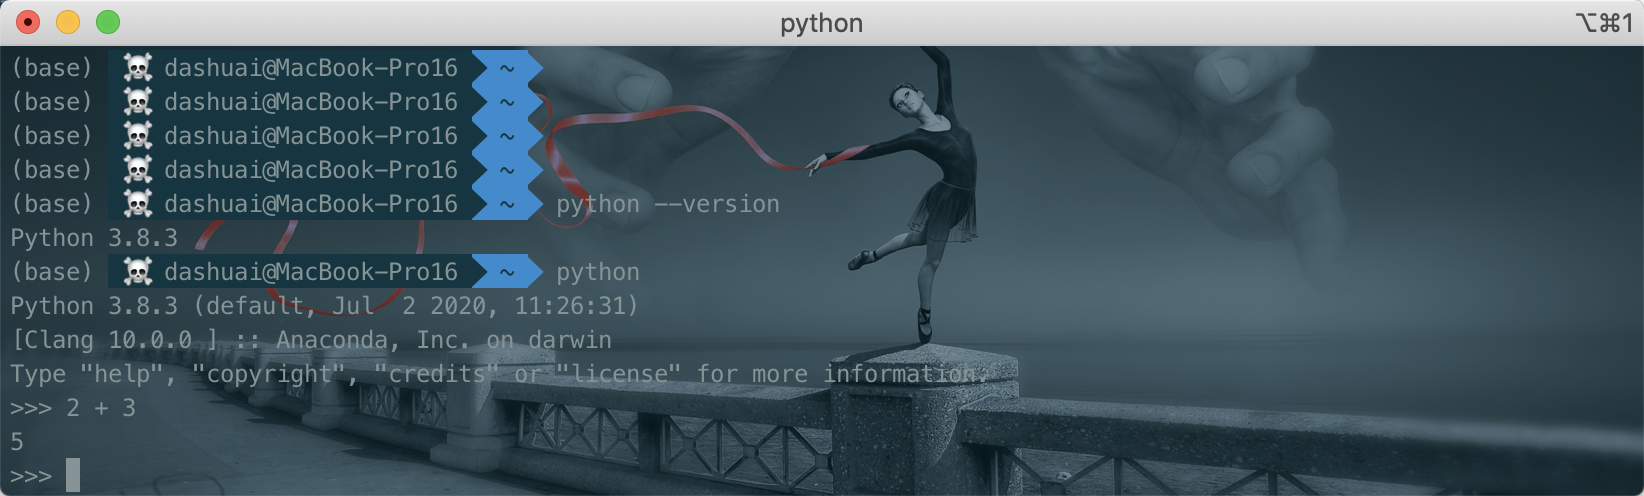 python
⌥⌘1
(base) ☠️ dashuai@MacBook-Pro16 ~
(base) ☠️ dashuai@MacBook-Pro16 ~
(base) ☠️ dashuai@MacBook-Pro16 ~
(base) ☠️ dashuai@MacBook-Pro16 ~
(base) ☠️ dashuai@MacBook-Pro16 ~ python --version
Python 3.8.3
(base) ☠️ dashuai@MacBook-Pro16 ~ python
Python 3.8.3 (default, Jul  2 2020, 11:26:31)
[Clang 10.0.0 ] :: Anaconda, Inc. on darwin
Type "help", "copyright", "credits" or "license" for more information.
>>> 2 + 3
5
>>>